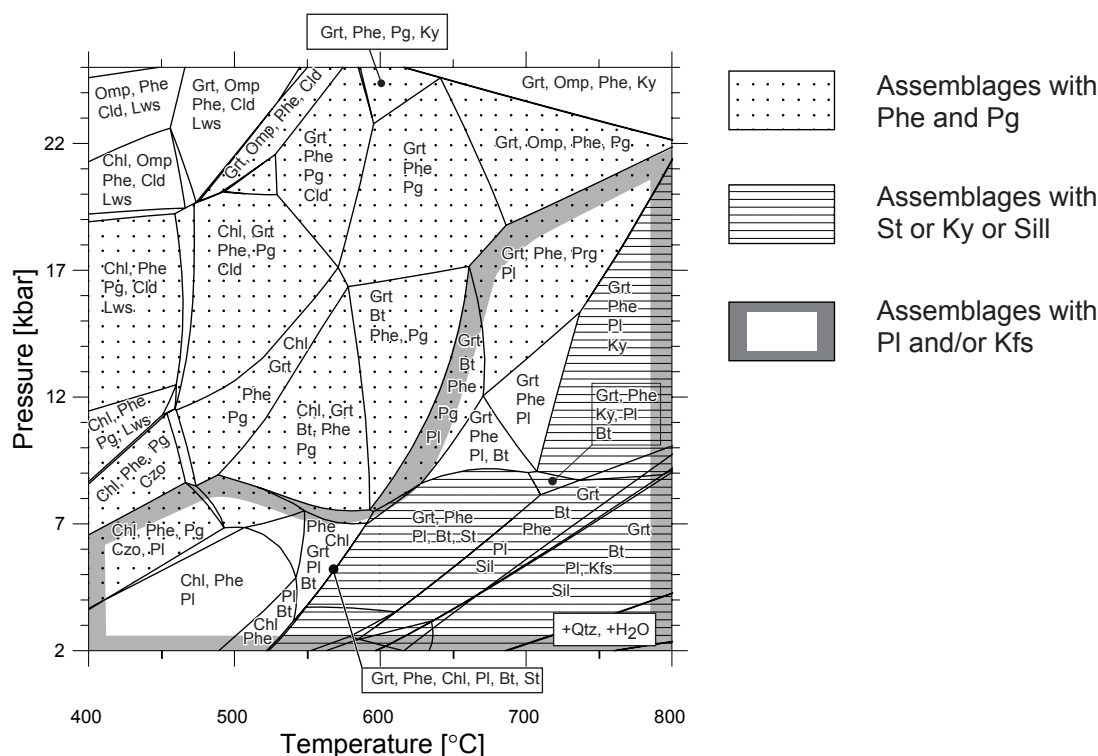 Grt, Phe, Pg, Ky
Omp, Phe
Cld, Lws
Grt, Omp
Phe, Cld
Lws
Grt, Omp, Phe, Cld
Grt, Omp, Phe, Ky
Chl, Omp
Phe, Cld
Lws
Grt
Phe
Pg
Cld
Grt
Phe
Pg
Grt, Omp, Phe, Pg
Chl, Phe
Pg, Cld
Lws
Chl, Grt
Phe, Pg
Cld
Grt, Phe, Prg
Pl
Grt
Bt
Phe, Pg
Grt
Phe
Pl
Ky
Chl
Grt
Phe
Pg
Grt
Bt
Phe
Pg
Pl
Grt
Phe
Pl
Grt, Phe
Ky, Pl
Bt
Chl, Phe
Pg, Lws
Chl, Grt
Bt, Phe
Pg
Grt
Phe
Pl, Bt
Chl, Phe, Pg
Czo
Chl, Phe, Pg
Czo, Pl
Phe
Chl
Grt
Pl
Bt
Grt, Phe
Pl, Bt, St
Grt
Bt
Phe
Pl
Sil
Grt
Bt
Pl, Kfs
Sil
Chl, Phe
Pl
Pl
Bt
Chl
Phe
+Qtz, +H2O
Grt, Phe, Chl, Pl, Bt, St
22
17
12
7
2
Pressure [kbar]
400
500
600
700
800
Temperature [°C]
Assemblages with
Phe and Pg
Assemblages with
St or Ky or Sill
Assemblages with
Pl and/or Kfs